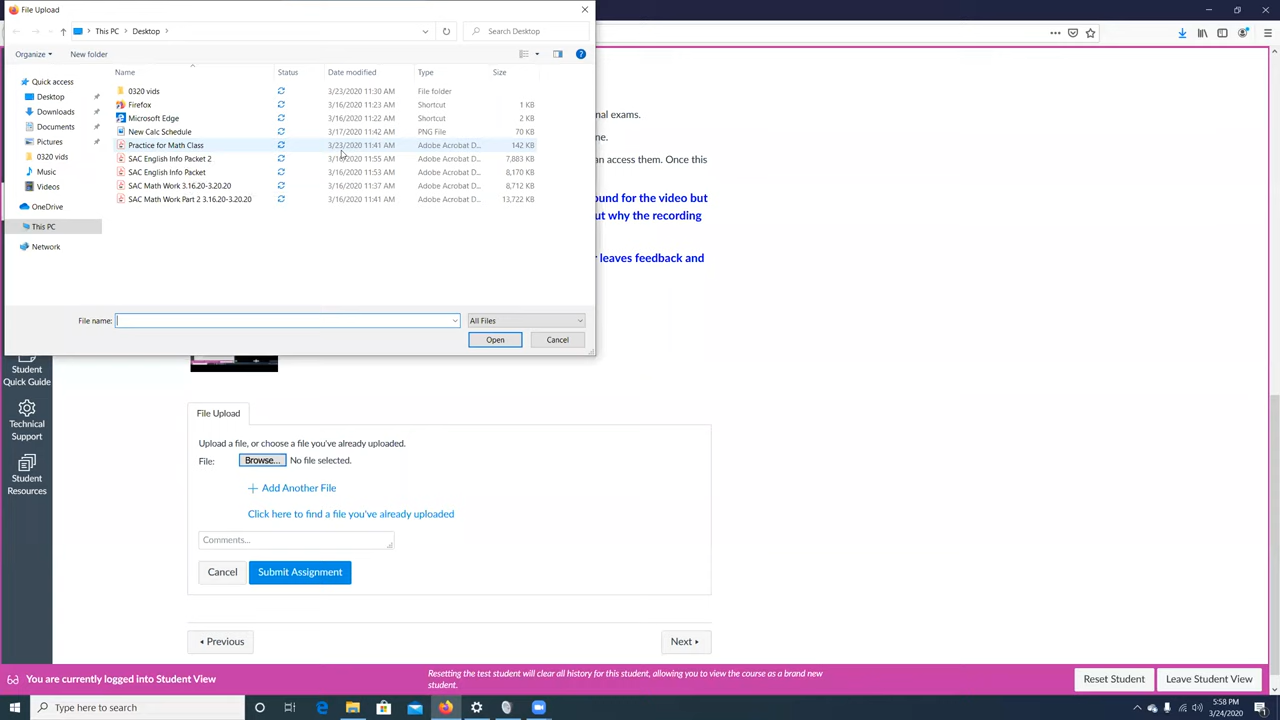 File Upload
This PC > Desktop >
Search Desktop
Organize
New folder
Name Status Date modified Type Size
Quick access
Desktop
Downloads
Documents
Pictures
0320 vids
Music
Videos
OneDrive
This PC
Network
0320 vids 3/23/2020 11:30 AM File folder
Firefox 3/16/2020 11:23 AM Shortcut 1 KB
Microsoft Edge 3/16/2020 11:22 AM Shortcut 2 KB
New Calc Schedule 3/17/2020 11:42 AM PNG File 70 KB
Practice for Math Class 3/23/2020 11:41 AM Adobe Acrobat D... 142 KB
SAC English Info Packet 2 3/16/2020 11:55 AM Adobe Acrobat D... 7,883 KB
SAC English Info Packet 3/16/2020 11:53 AM Adobe Acrobat D... 8,170 KB
SAC Math Work 3.16.20-3.20.20 3/16/2020 11:37 AM Adobe Acrobat D... 8,712 KB
SAC Math Work Part 2 3.16.20-3.20.20 3/16/2020 11:41 AM Adobe Acrobat D... 13,722 KB
File name:
All Files
Open
Cancel
nal exams.
ne.
an access them. Once this
und for the video but
ut why the recording
leaves feedback and
Student
Quick Guide
Technical
Support
Student
Resources
File Upload
Upload a file, or choose a file you've already uploaded.
File: Browse... No file selected.
+ Add Another File
Click here to find a file you've already uploaded
Comments...
Cancel
Submit Assignment
Previous
Next
You are currently logged into Student View
Resetting the test student will clear all history for this student, allowing you to view the course as a brand new
student.
Reset Student
Leave Student View
Type here to search
5:58 PM
3/24/2020